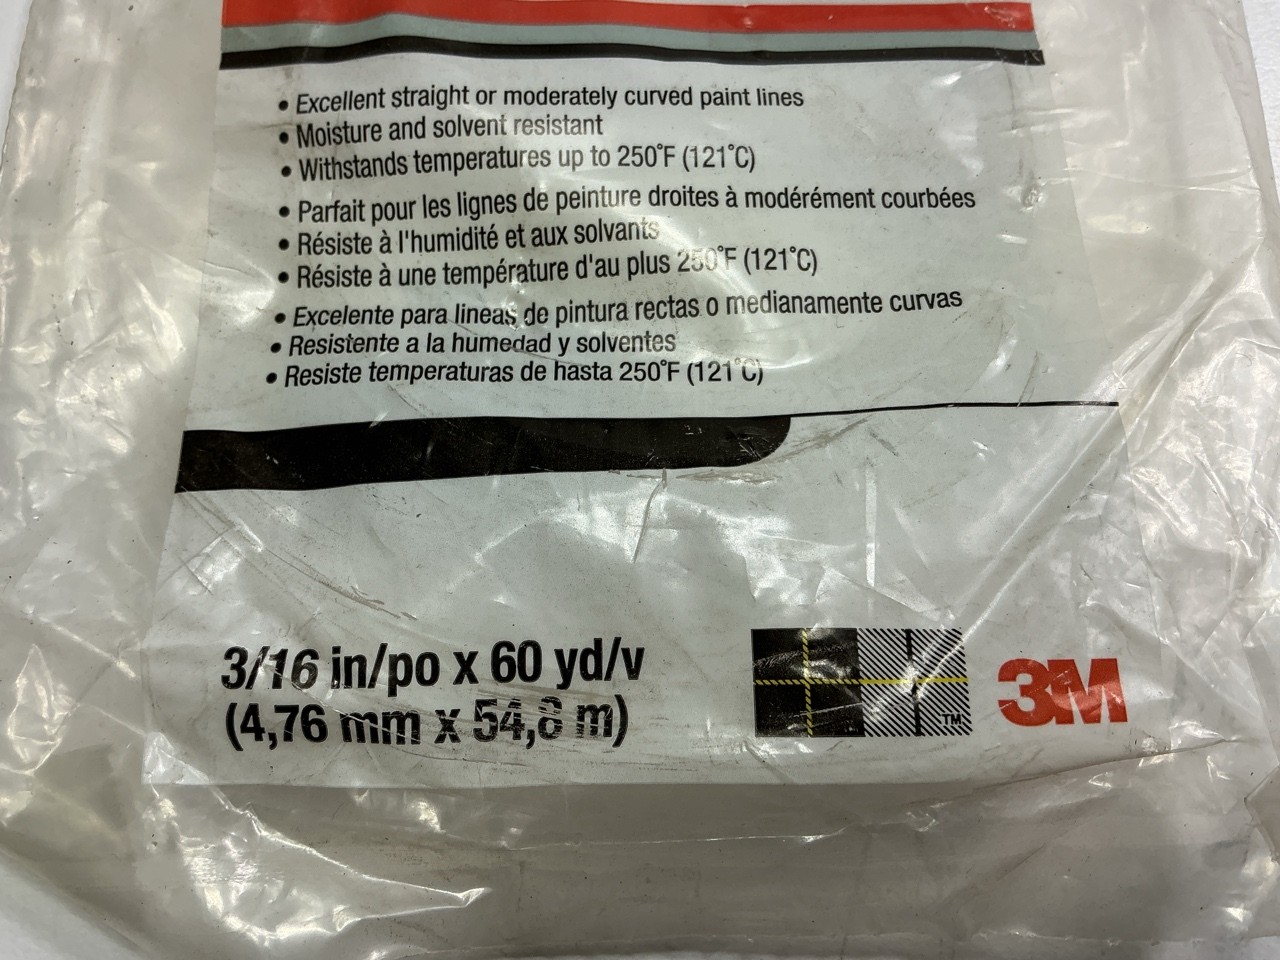 • Excellent straight or moderately curved paint lines
• Moisture and solvent resistant
• Withstands temperatures up to 250°F (121°C)
• Parfait pour les lignes de peinture droites à modérément courbées
• Résiste à l'humidité et aux solvants
• Résiste à une température d'au plus 250°F (121°C)
• Excelente para lineas de pintura rectas o medianamente curvas
• Resistente a la humedad y solventes
• Resiste temperaturas de hasta 250°F (121°C)
3/16 in/po x 60 yd/v
(4,76 mm x 54,8 m)
TM
3M